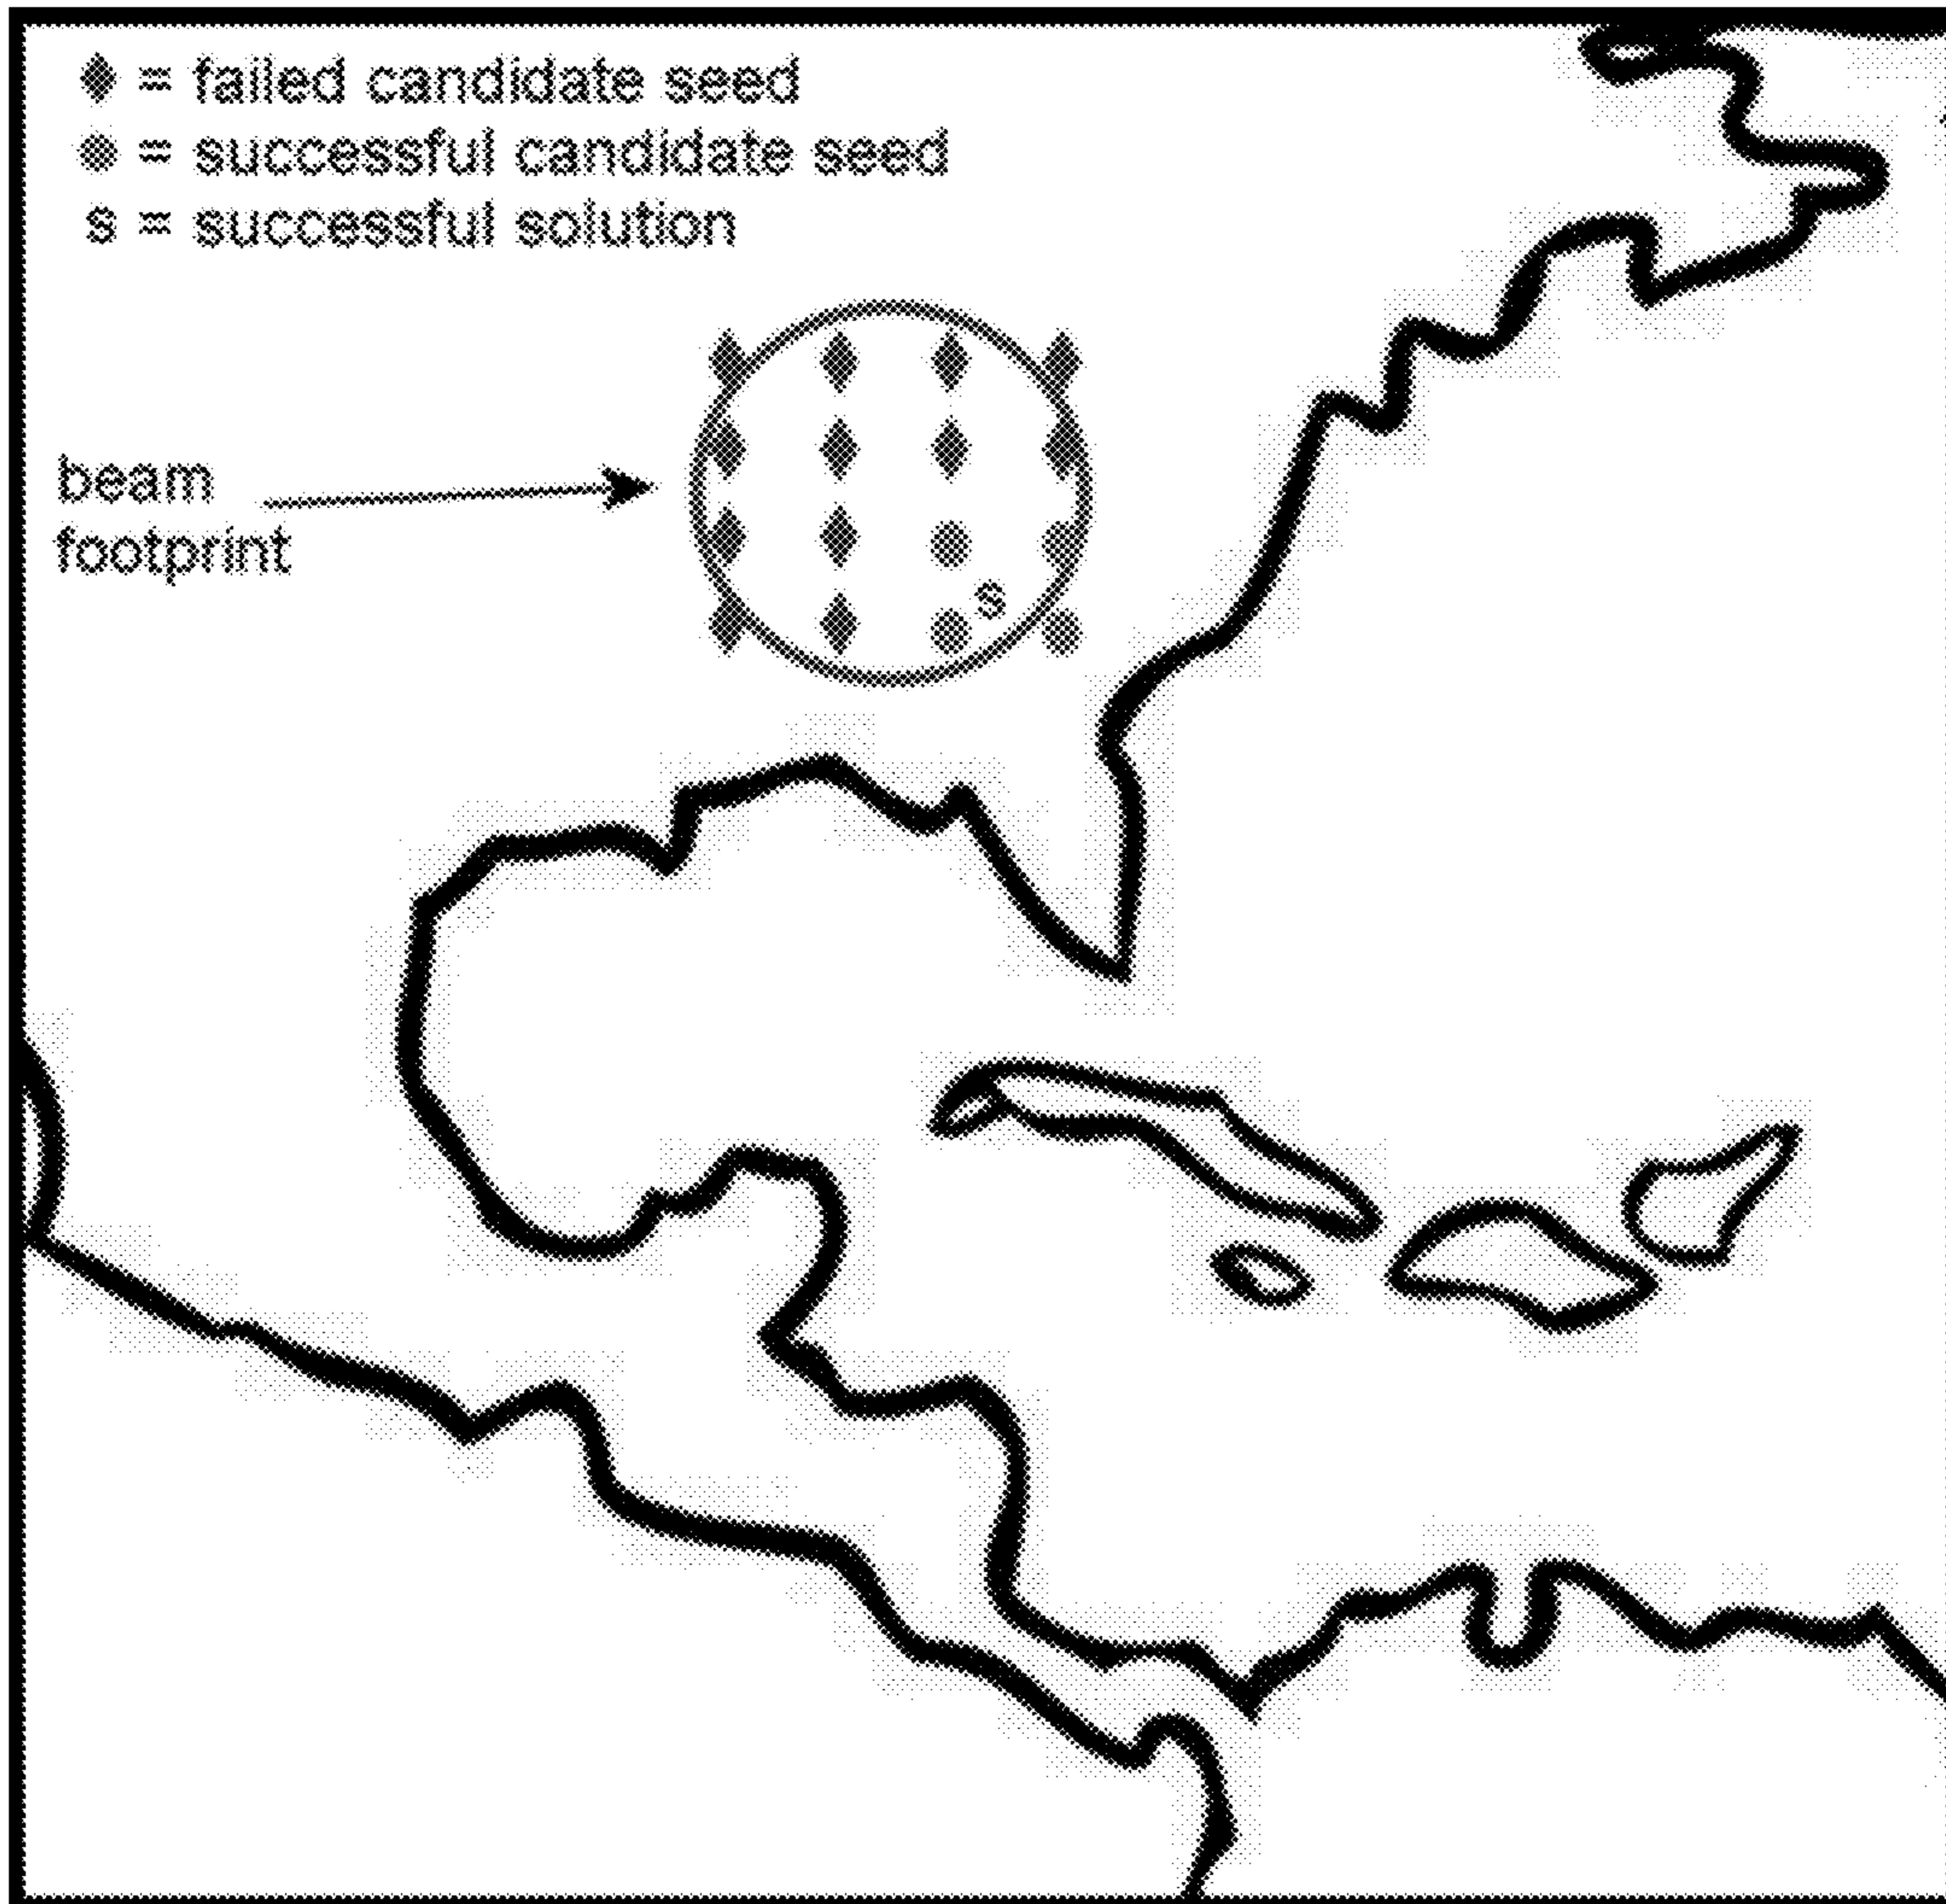 ♦ = failed candidate seed
● = successful candidate seed
s = successful solution
beam
footprint
s